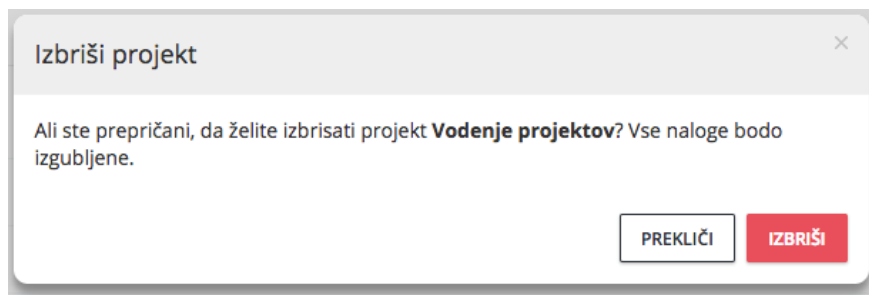 Izbriši projekt
×
Ali ste prepričani, da želite izbrisati projekt Vodenje projektov? Vse naloge bodo
izgubljene.
PREKLIČI IZBRIŠI